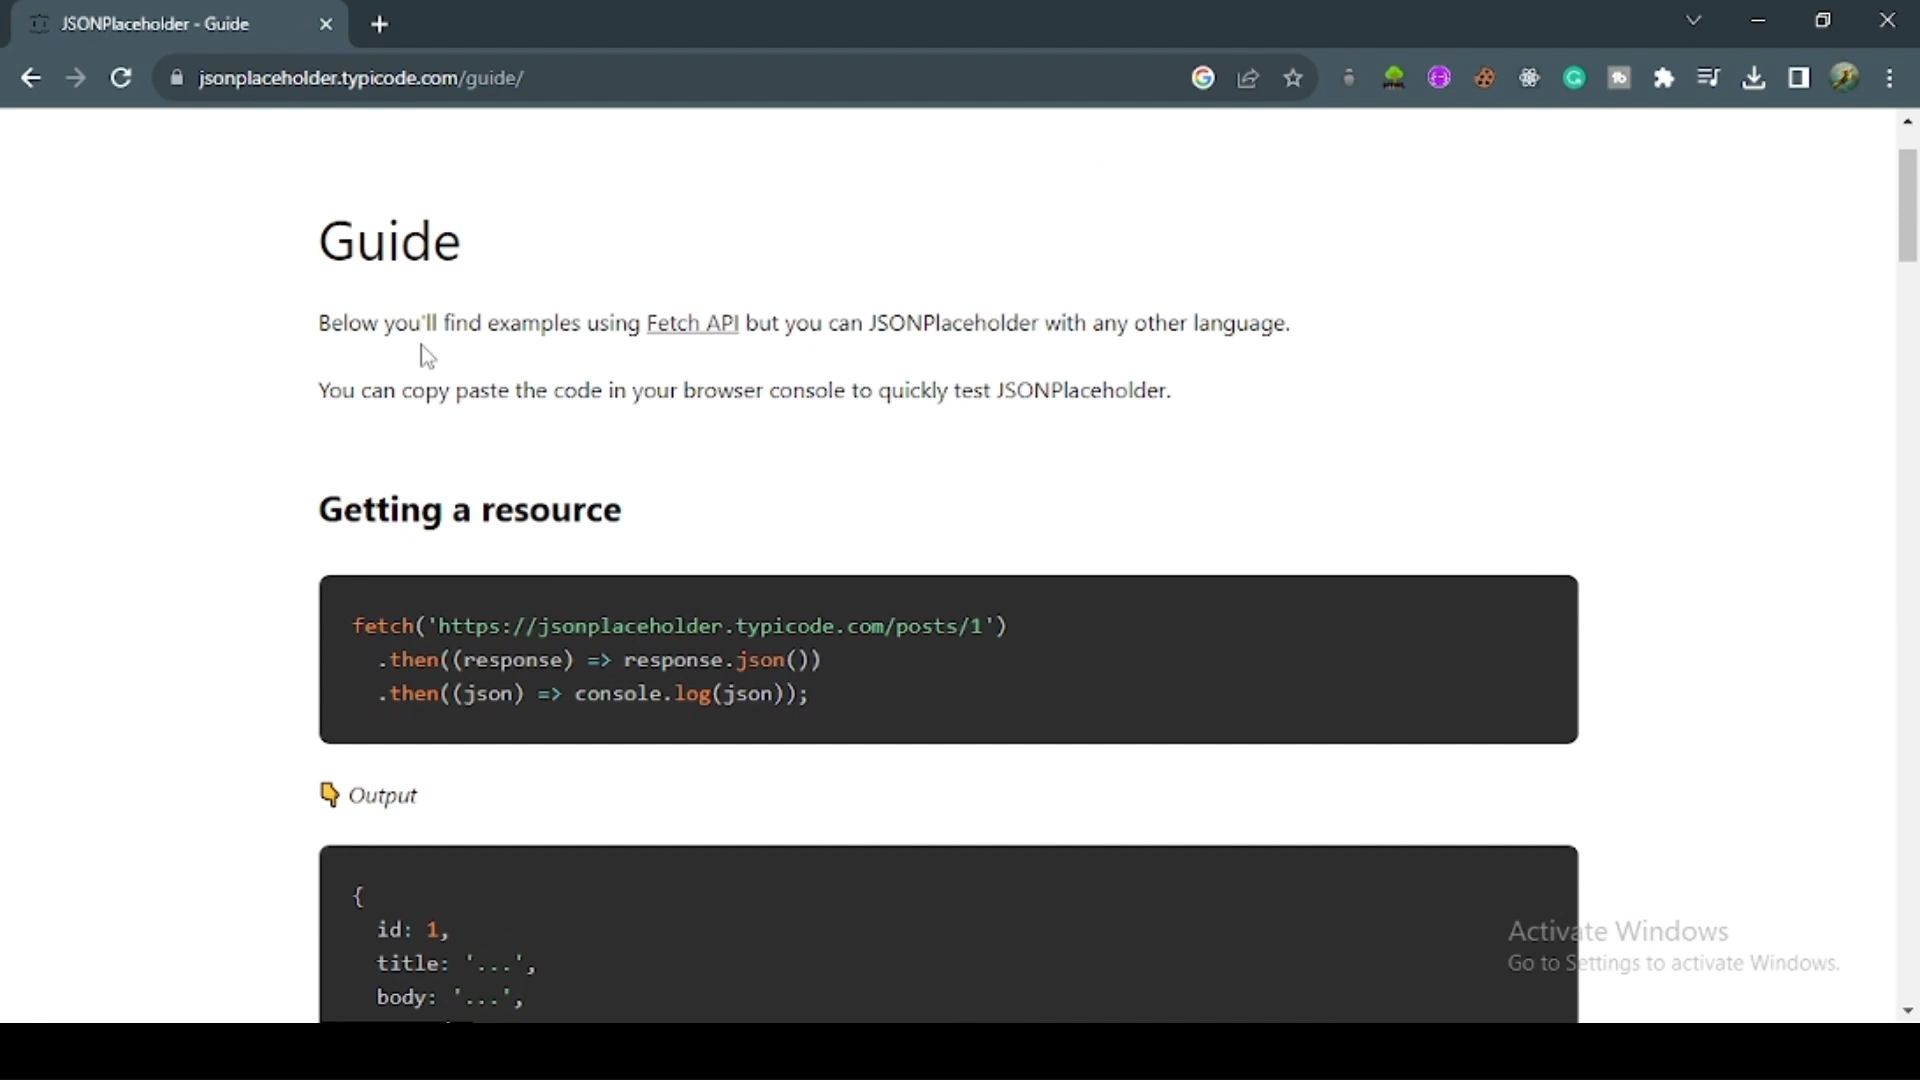 JSONPlaceholder - Guide
jsonplaceholder.typicode.com/guide/
Guide
Below you'll find examples using Fetch API but you can JSONPlaceholder with any other language.
You can copy paste the code in your browser console to quickly test JSONPlaceholder.
Getting a resource
fetch('https://jsonplaceholder.typicode.com/posts/1')
.then((response) => response.json())
.then((json) => console.log(json));
👇 Output
{
id: 1,
title: '...',
body: '...',
Activate Windows
Go to Settings to activate Windows.